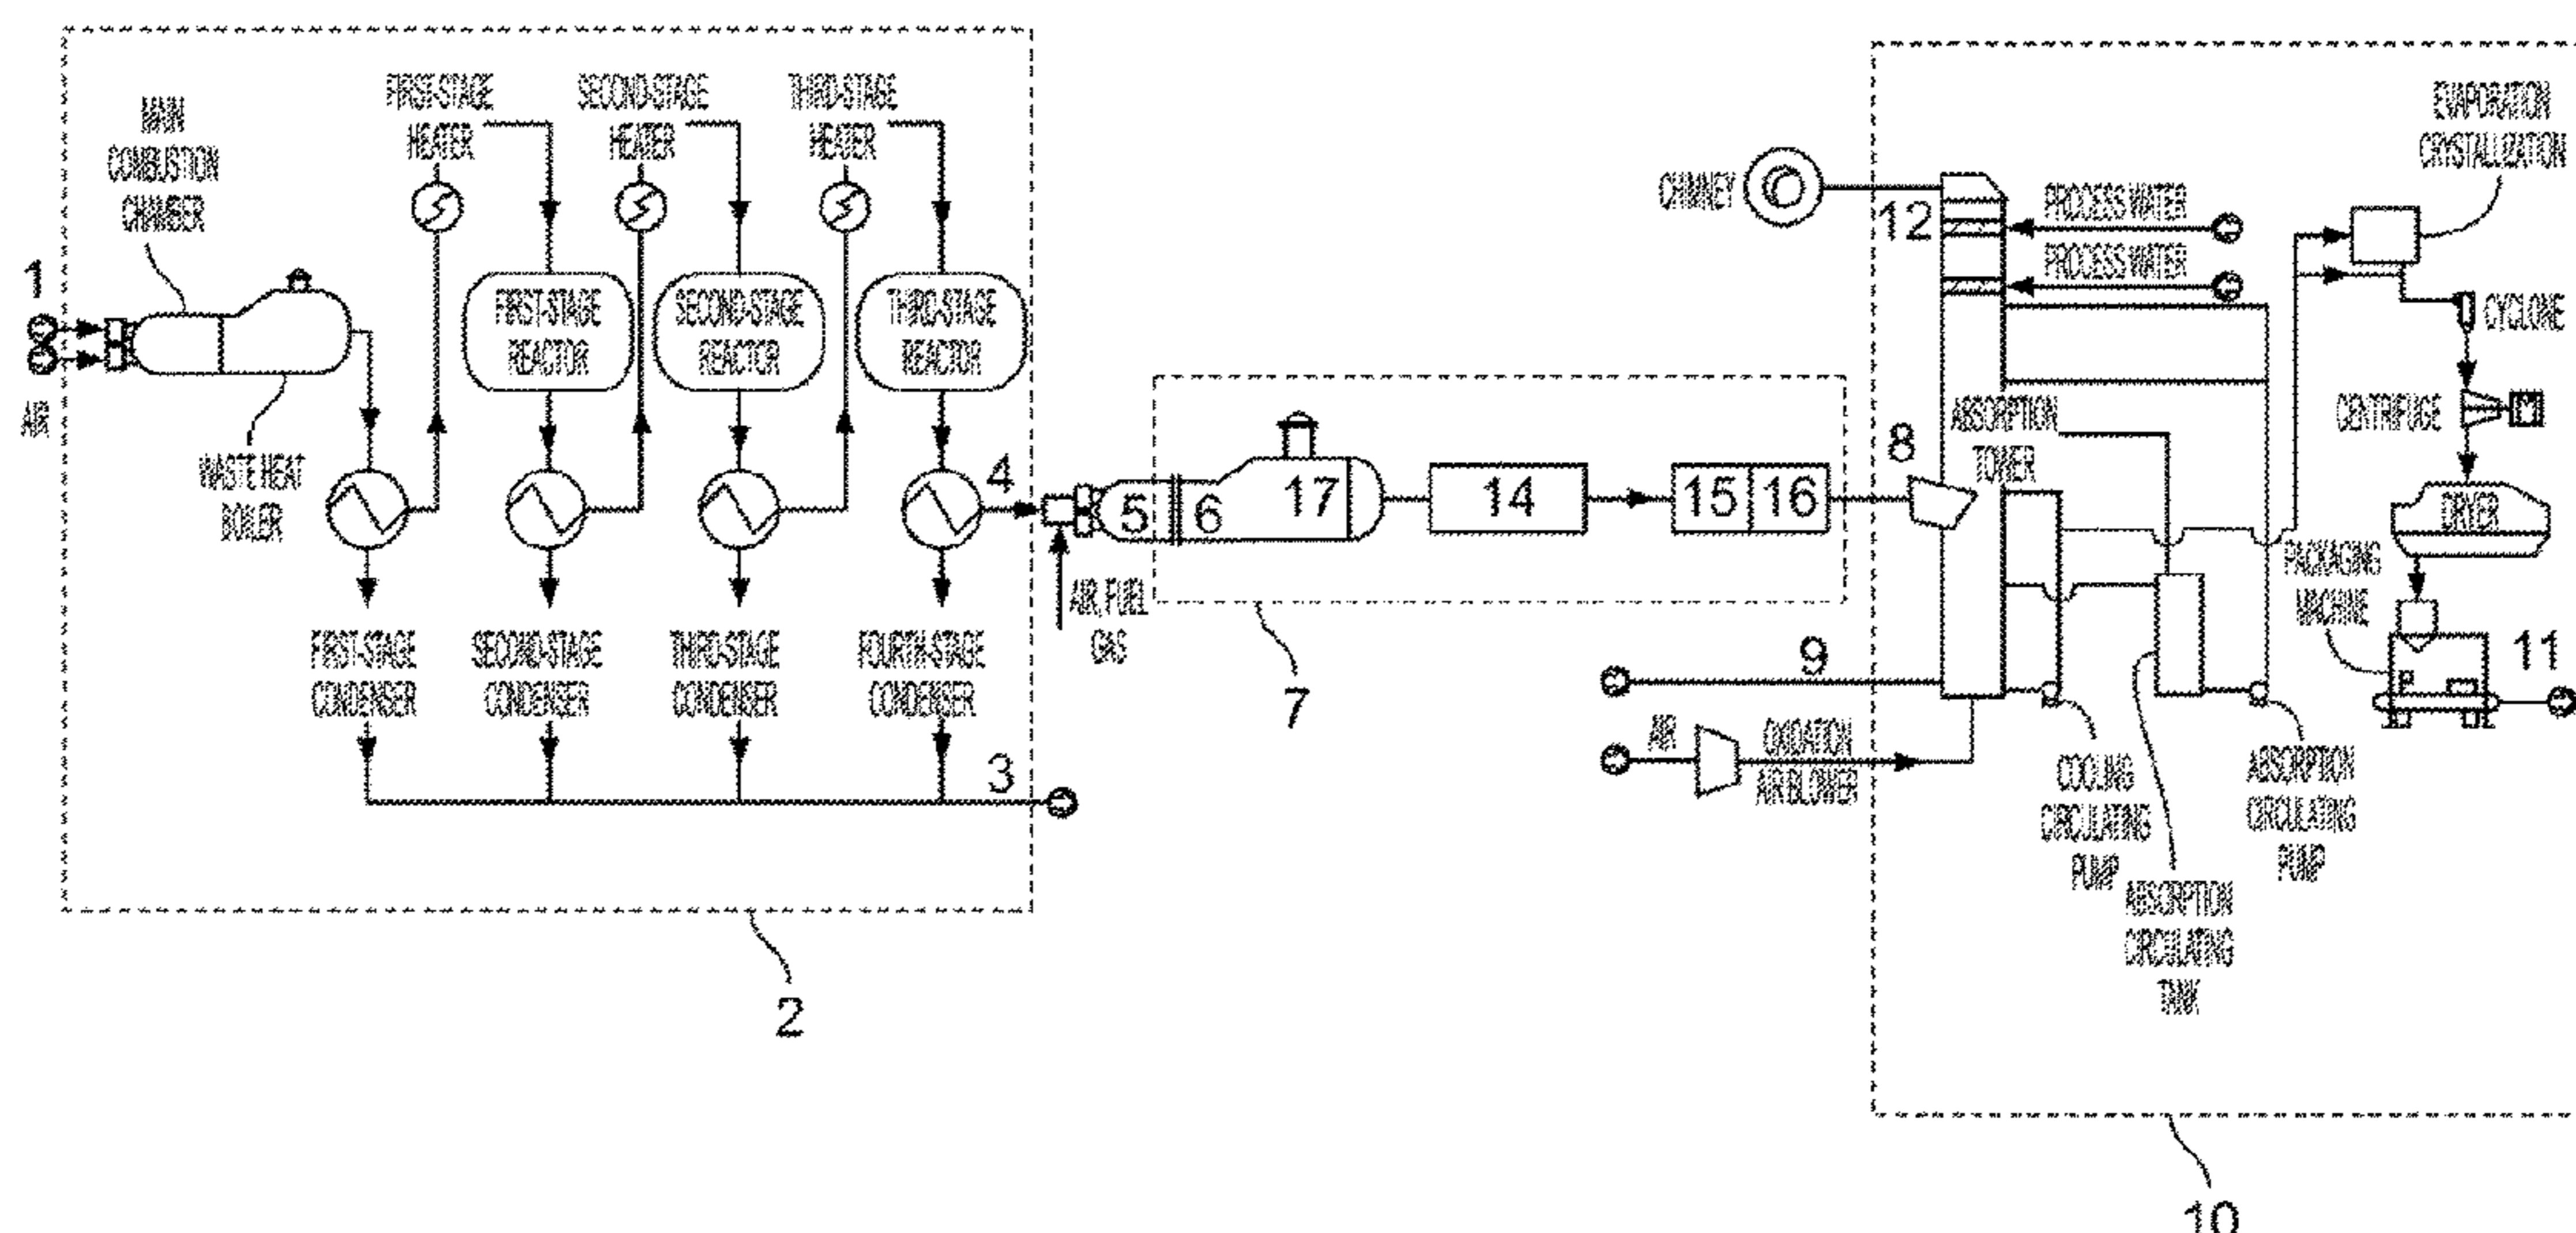 1
AIR
MAIN
COMBUSTION
CHAMBER
WASTE HEAT
BOILER
FIRST-STAGE
HEATER
SECOND-STAGE
HEATER
THIRD-STAGE
HEATER
FIRST-STAGE
REACTOR
SECOND-STAGE
REACTOR
THIRD-STAGE
REACTOR
FIRST-STAGE
CONDENSER
SECOND-STAGE
CONDENSER
THIRD-STAGE
CONDENSER
FOURTH-STAGE
CONDENSER
3
2
4
AIR, FUEL
GAS
5
6
17
14
15
16
7
CHIMNEY
12
PROCESS WATER
PROCESS WATER
8
ABSORPTION
TOWER
9
AIR
OXIDATION
AIR BLOWER
COOLING
CIRCULATING
PUMP
ABSORPTION
CIRCULATING
TANK
ABSORPTION
CIRCULATING
PUMP
EVAPORATION
CRYSTALLIZATION
CYCLONE
CENTRIFUGE
DRYER
PACKAGING
MACHINE
11
10